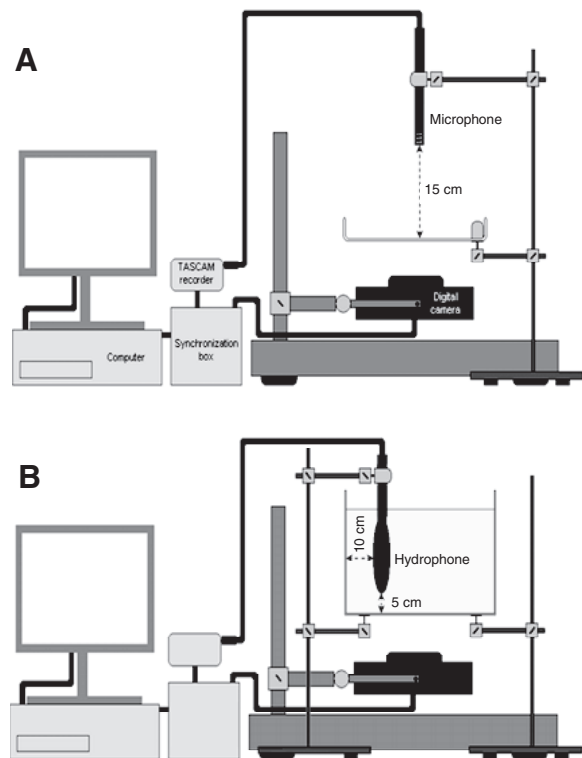 A
Microphone
15 cm
TASCAM
recorder
Digital
camera
Computer
Synchronization
box
B
10 cm
Hydrophone
5 cm